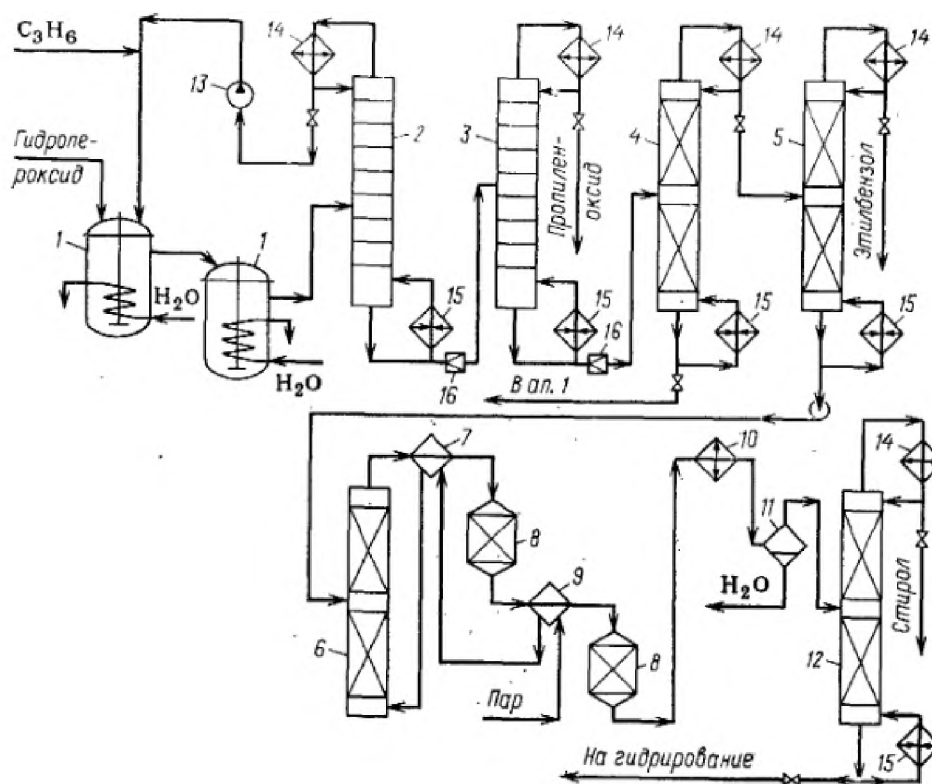 C₃H₆
Гидропе-
роксид
1
H₂O
1
H₂O
13
14
2
15
16
3
14
Пропилен-
оксид
15
16
4
14
15
В ап. 1
5
14
Этилбензол
15
6
7
8
9
Пар
8
10
11
H₂O
12
14
Стирол
15
На гидрирование